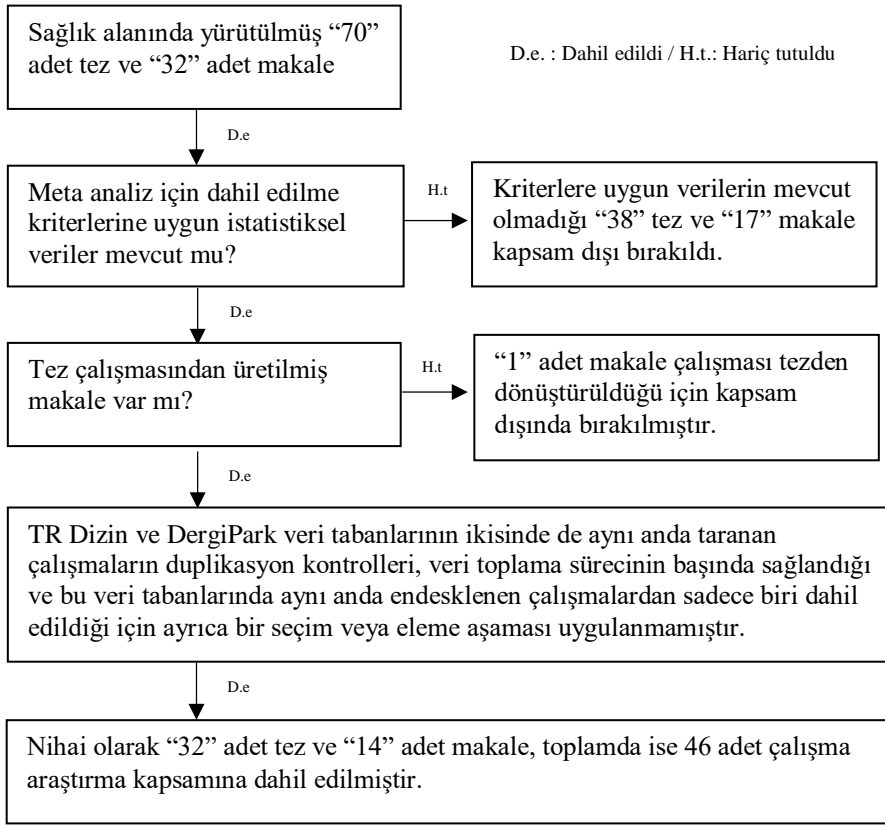 Sağlık alanında yürütülmüş “70”
adet tez ve “32” adet makale
D.e. : Dahil edildi / H.t.: Hariç tutuldu
D.e
Meta analiz için dahil edilme
kriterlerine uygun istatistiksel
veriler mevcut mu?
H.t
Kriterlere uygun verilerin mevcut
olmadığı “38” tez ve “17” makale
kapsam dışı bırakıldı.
D.e
Tez çalışmasından üretilmiş
makale var mı?
H.t
“1” adet makale çalışması tezden
dönüştürüldüğü için kapsam
dışında bırakılmıştır.
D.e
TR Dizin ve DergiPark veri tabanlarının ikisinde de aynı anda taranan
çalışmaların duplikasyon kontrolleri, veri toplama sürecinin başında sağlandığı
ve bu veri tabanlarında aynı anda endesklenen çalışmalardan sadece biri dahil
edildiği için ayrıca bir seçim veya eleme aşaması uygulanmamıştır.
D.e
Nihai olarak “32” adet tez ve “14” adet makale, toplamda ise 46 adet çalışma
araştırma kapsamına dahil edilmiştir.